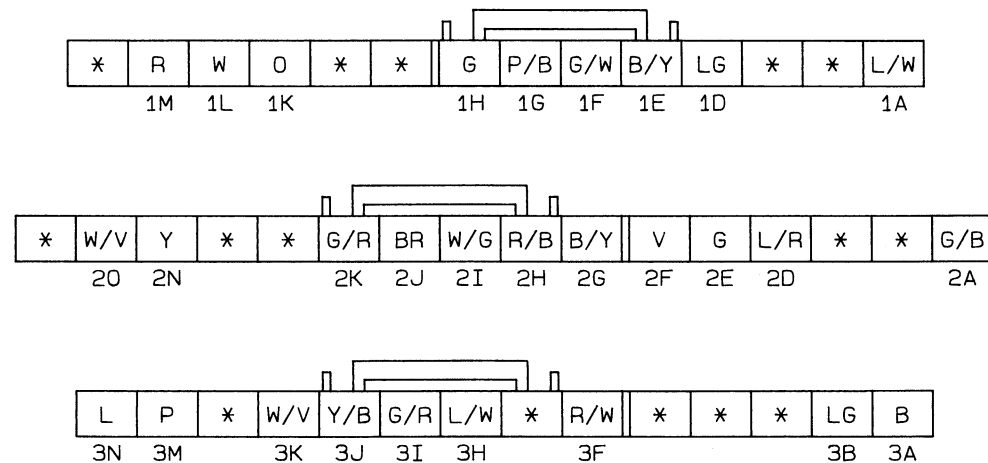 * R W O * * G P/B G/W B/Y LG * * L/W
1M 1L 1K 1H 1G 1F 1E 1D 1A
* W/V Y * * G/R BR W/G R/B B/Y V G L/R * * G/B
2O 2N 2K 2J 2I 2H 2G 2F 2E 2D 2A
L P * W/V Y/B G/R L/W * R/W * * * LG B
3N 3M 3K 3J 3I 3H 3F 3B 3A